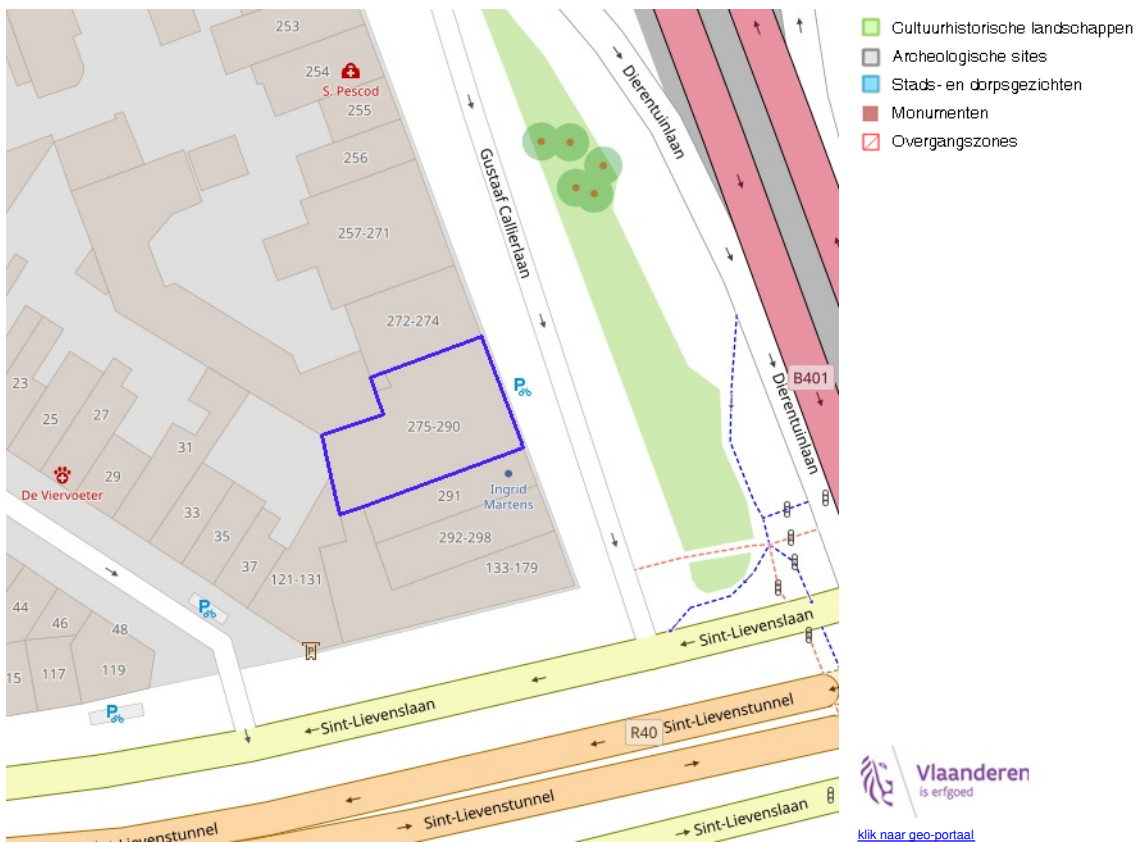 253
254
S. Pescod
255
256
257-271
272-274
275-290
291
292-298
133-179
Ingrid
Martens
Gustaaf Callierlaan
Dierentuinlaan
Dierentuinlaan
B401
23
25
27
29
31
33
35
37
De Viervoeter
121-131
44
46
48
15
117
119
P
P
P
P
Sint-Lievenslaan
Sint-Lievenslaan
Sint-Lievenstunnel
R40
Sint-Lievenstunnel
Sint-Lievenstunnel
Sint-Lievenslaan
Cultuurhistorische landschappen
Archeologische sites
Stads- en dorpsgezichten
Monumenten
Overgangszones
Vlaanderen
is erfgoed
klik naar geo-portaal